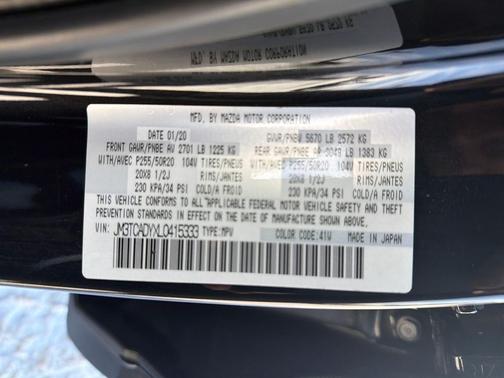 MFD. BY MAZDA MOTOR CORPORATION
DATE 01/20 GVWR/PNBV 5670 LB 2572 KG
FRONT GAWR/PNBE AV 2701 LB 1225 KG REAR GAWR/PNBE AR 3049 LB 1383 KG
WITH/AVEC P255/50R20 104V TIRES/PNEUS WITH/AVEC P255/50R20 104V TIRES/PNEUS
20X8 1/2J RIMS/JANTES 20X8 1/2J RIMS/JANTES
230 KPA/34 PSI COLD/A FROID 230 KPA/34 PSI COLD/A FROID
THIS VEHICLE CONFORMS TO ALL APPLICABLE FEDERAL MOTOR VEHICLE SAFETY AND THEFT
PREVENTION STANDARDS IN EFFECT ON THE DATE OF MANUFACTURE SHOWN ABOVE.
VIN: JM3TCADYXL0415333 TYPE:MPV COLOR CODE:41W MADE IN JAPAN